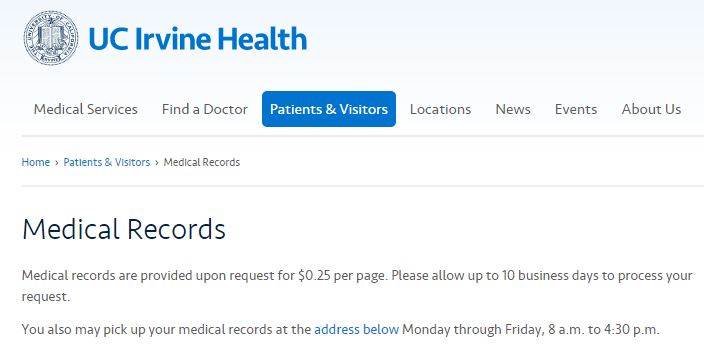 UC Irvine Health
Medical Services Find a Doctor Patients & Visitors Locations News Events About Us
Home › Patients & Visitors › Medical Records
Medical Records
Medical records are provided upon request for $0.25 per page. Please allow up to 10 business days to process your
request.
You also may pick up your medical records at the address below Monday through Friday, 8 a.m. to 4:30 p.m.